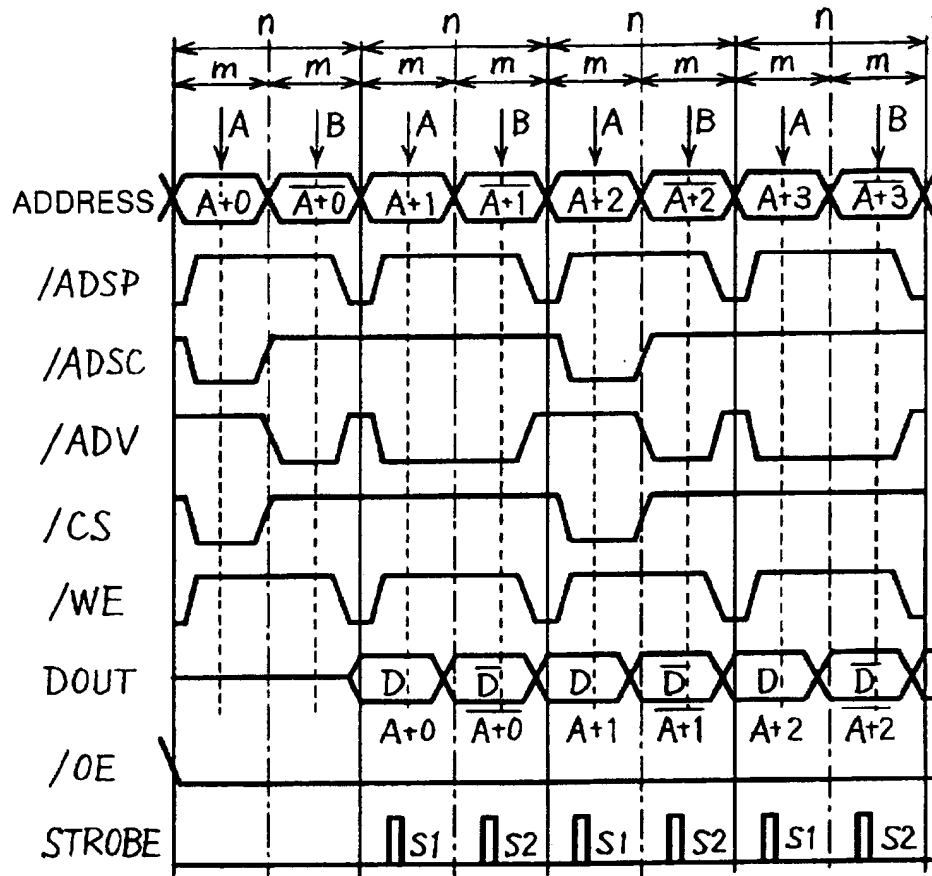 n n n n
m m m m m m m m
A B A B A B A B
ADDRESS A+0 A̅+̅0̅ A+1 A̅+̅1̅ A+2 A̅+̅2̅ A+3 A̅+̅3̅
/ADSP
/ADSC
/ADV
/CS
/WE
DOUT D D̅ D D̅ D D̅
A+0 A̅+̅0̅ A+1 A̅+̅1̅ A+2 A̅+̅2̅
/OE
STROBE S1 S2 S1 S2 S1 S2